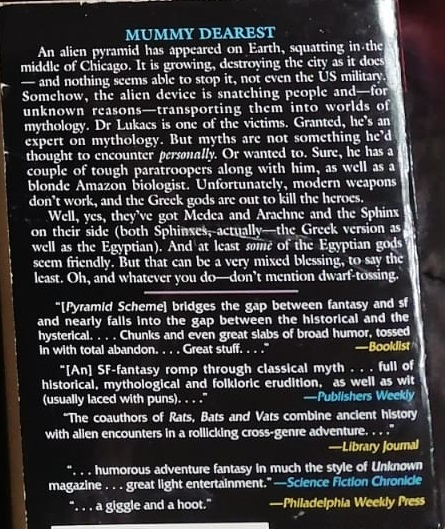 MUMMY DEAREST
An alien pyramid has appeared on Earth, squatting in the
middle of Chicago. It is growing, destroying the city as it does
— and nothing seems able to stop it, not even the US military.
Somehow, the alien device is snatching people and—for
unknown reasons—transporting them into worlds of
mythology. Dr Lukacs is one of the victims. Granted, he's an
expert on mythology. But myths are not something he'd
thought to encounter personally. Or wanted to. Sure, he has a
couple of tough paratroopers along with him, as well as a
blonde Amazon biologist. Unfortunately, modern weapons
don't work, and the Greek gods are out to kill the heroes.
Well, yes, they've got Medea and Arachne and the Sphinx
on their side (both Sphinxes, actually—the Greek version as
well as the Egyptian). And at least some of the Egyptian gods
seem friendly. But that can be a very mixed blessing, to say the
least. Oh, and whatever you do—don't mention dwarf-tossing.
"[Pyramid Scheme] bridges the gap between fantasy and sf
and nearly falls into the gap between the historical and the
hysterical. . . . Chunks and even great slabs of broad humor, tossed
in with total abandon. . . . Great stuff. . . ." —Booklist
"[An] SF-fantasy romp through classical myth . . . full of
historical, mythological and folkloric erudition, as well as wit
(usually laced with puns). . . ." —Publishers Weekly
"The coauthors of Rats, Bats and Vats combine ancient history
with alien encounters in a rollicking cross-genre adventure. . . ."
—Library Journal
". . . humorous adventure fantasy in much the style of Unknown
magazine . . . great light entertainment." —Science Fiction Chronicle
". . . a giggle and a hoot." —Philadelphia Weekly Press